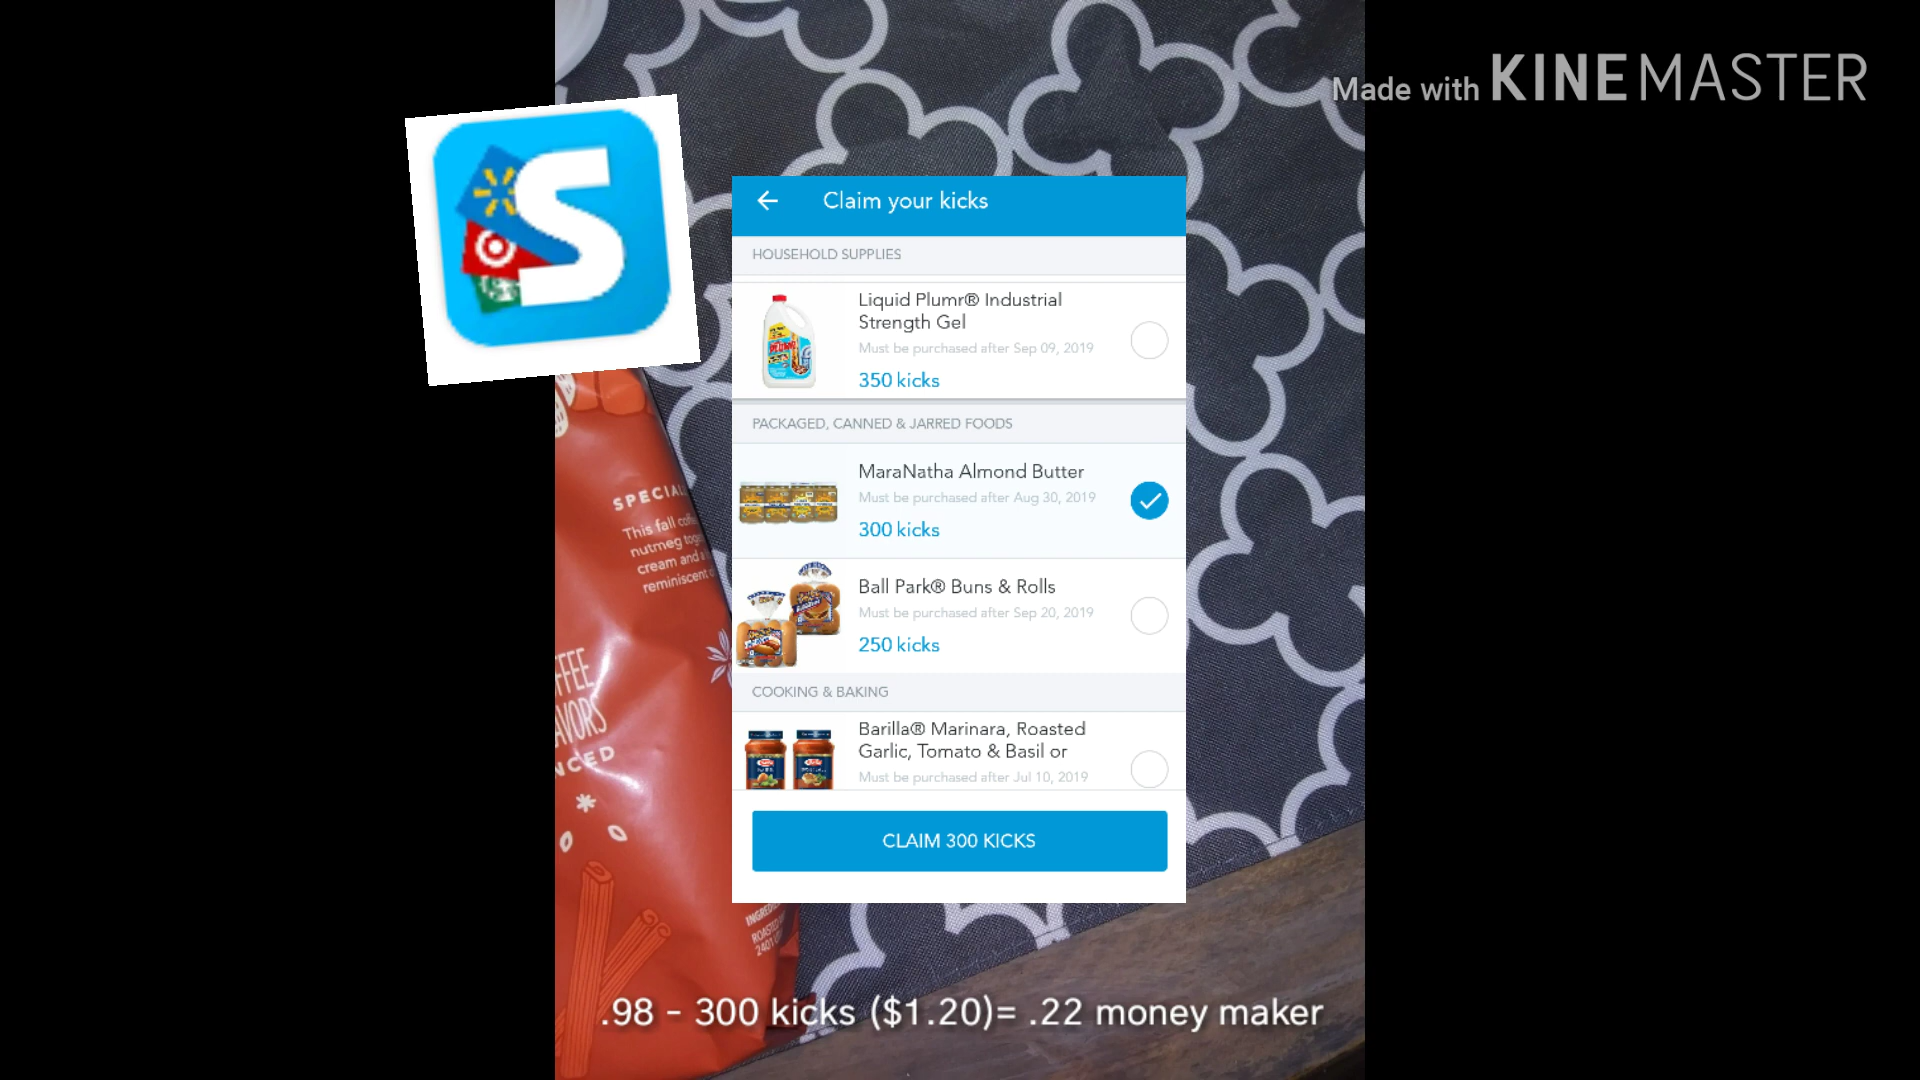 Made with KINEMASTER
S
Claim your kicks
HOUSEHOLD SUPPLIES
Liquid Plumr® Industrial
Strength Gel
Must be purchased after Sep 09, 2019
350 kicks
PACKAGED, CANNED & JARRED FOODS
MaraNatha Almond Butter
Must be purchased after Aug 30, 2019
300 kicks
Ball Park® Buns & Rolls
Must be purchased after Sep 20, 2019
250 kicks
COOKING & BAKING
Barilla® Marinara, Roasted
Garlic, Tomato & Basil or
Must be purchased after Jul 10, 2019
CLAIM 300 KICKS
SPECIAL
This fall
nutmeg
cream and
reminiscent
.98 - 300 kicks ($1.20)= .22 money maker